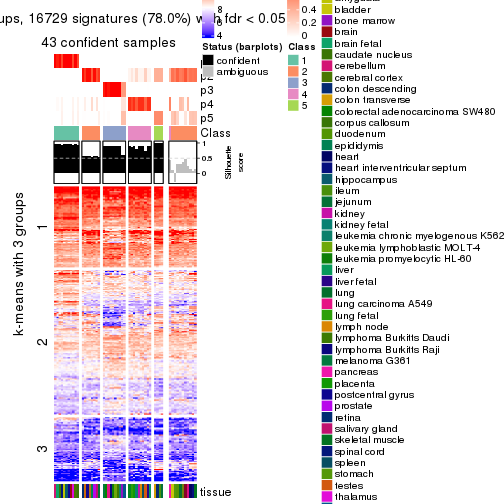 ups, 16729 signatures (78.0%) with fdr < 0.05
43 confident samples
p3
p4
p5
Class
1
0.5
0
Silhouette
score
k-means with 3 groups
1
2
3
tissue
8
6
4
Status (barplots)
confident
ambiguous
0.4
0.2
0
Class
1
2
3
4
5
bladder
bone marrow
brain
brain fetal
caudate nucleus
cerebellum
cerebral cortex
colon descending
colon transverse
colorectal adenocarcinoma SW480
corpus callosum
duodenum
epididymis
heart
heart interventricular septum
hippocampus
ileum
jejunum
kidney
kidney fetal
leukemia chronic myelogenous K562
leukemia lymphoblastic MOLT-4
leukemia promyelocytic HL-60
liver
liver fetal
lung
lung carcinoma A549
lung fetal
lymph node
lymphoma Burkitts Daudi
lymphoma Burkitts Raji
melanoma G361
pancreas
placenta
postcentral gyrus
prostate
retina
salivary gland
skeletal muscle
spinal cord
spleen
stomach
testes
thalamus